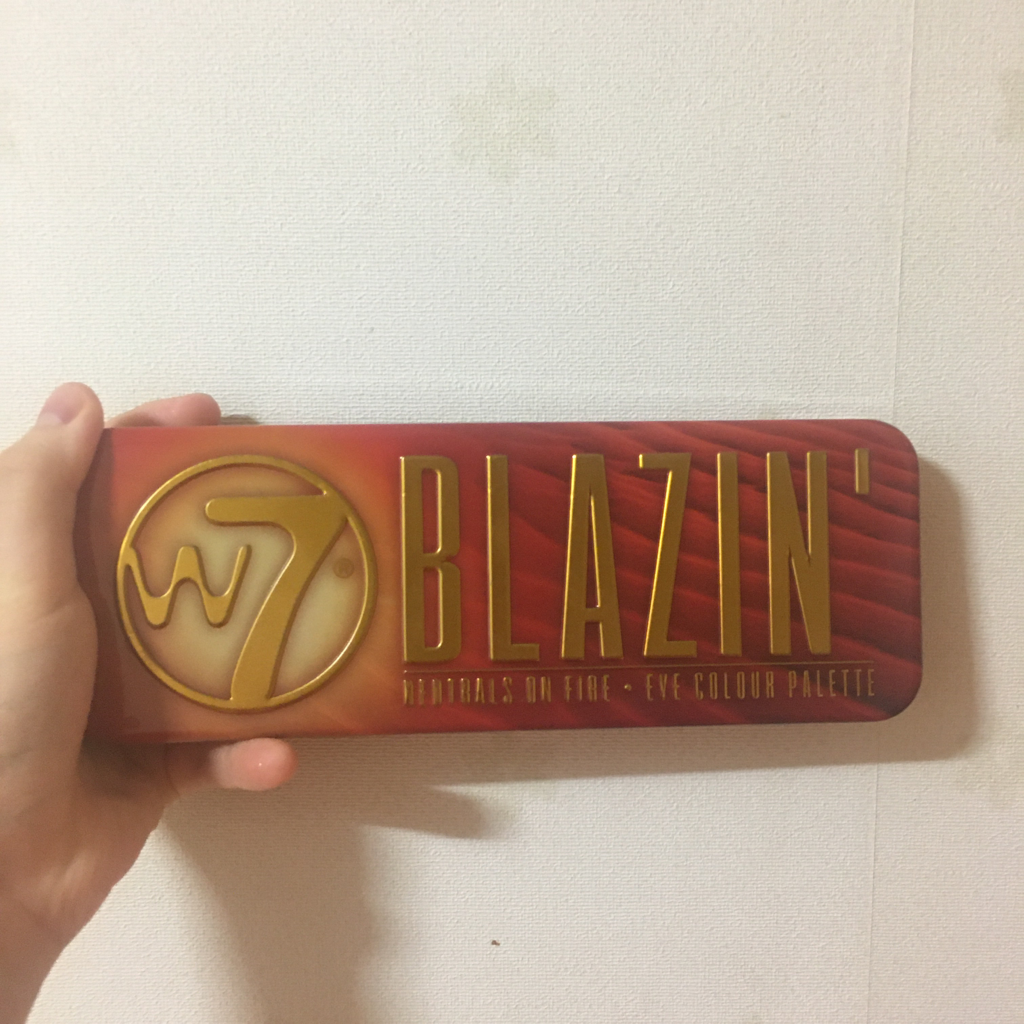 W7®
BLAZIN'
NEUTRALS ON FIRE • EYE COLOUR PALETTE